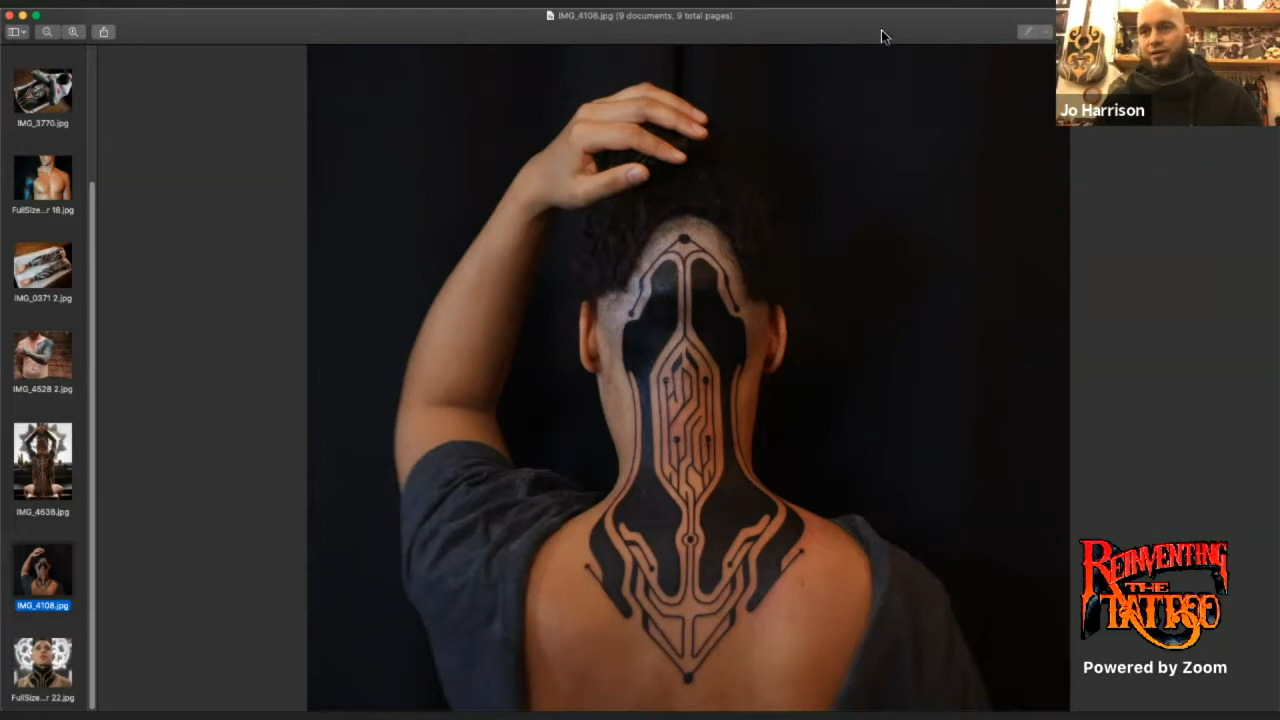 IMG_4108.jpg (9 documents, 9 total pages)
IMG_3770.jpg
FullSize...r 18.jpg
IMG_0371 2.jpg
IMG_4528 2.jpg
IMG_4638.jpg
IMG_4108.jpg
FullSize...r 22.jpg
Jo Harrison
REINVENTING
THE
TATTOO
Powered by Zoom